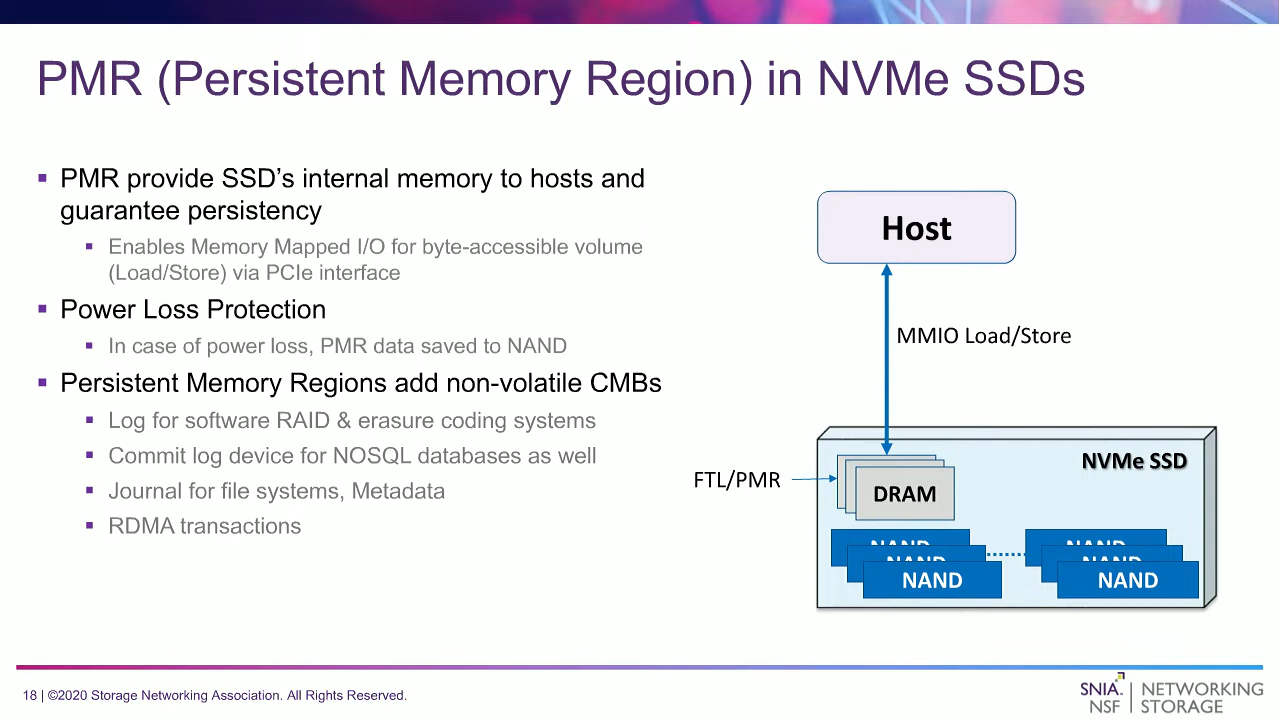 PMR (Persistent Memory Region) in NVMe SSDs
▪ PMR provide SSD's internal memory to hosts and
guarantee persistency
▪ Enables Memory Mapped I/O for byte-accessible volume
(Load/Store) via PCIe interface
▪ Power Loss Protection
▪ In case of power loss, PMR data saved to NAND
▪ Persistent Memory Regions add non-volatile CMBs
▪ Log for software RAID & erasure coding systems
▪ Commit log device for NOSQL databases as well
▪ Journal for file systems, Metadata
▪ RDMA transactions
Host
MMIO Load/Store
NVMe SSD
FTL/PMR
DRAM
NAND
NAND
NAND
NAND
NAND
NAND
18 | ©2020 Storage Networking Association. All Rights Reserved.
SNIA™ | NETWORKING
NSF | STORAGE